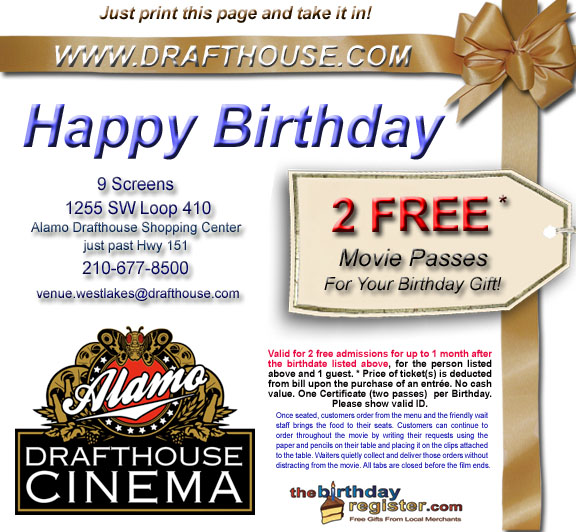 Just print this page and take it in!
WWW.DRAFTHOUSE.COM
Happy Birthday
9 Screens
1255 SW Loop 410
Alamo Drafthouse Shopping Center
just past Hwy 151
210-677-8500
venue.westlakes@drafthouse.com
2 FREE*
Movie Passes
For Your Birthday Gift!
Alamo
DRAFTHOUSE
CINEMA
Valid for 2 free admissions for up to 1 month after
the birthdate listed above, for the person listed
above and 1 guest. * Price of ticket(s) is deducted
from bill upon the purchase of an entrée. No cash
value. One Certificate (two passes) per Birthday.
Please show valid ID.
Once seated, customers order from the menu and the friendly wait
staff brings the food to their seats. Customers can continue to
order throughout the movie by writing their requests using the
paper and pencils on their table and placing it on the clips attached
to the table. Waiters quietly collect and deliver those orders without
distracting from the movie. All tabs are closed before the film ends.
thebirthday
register.com
Free Gifts From Local Merchants